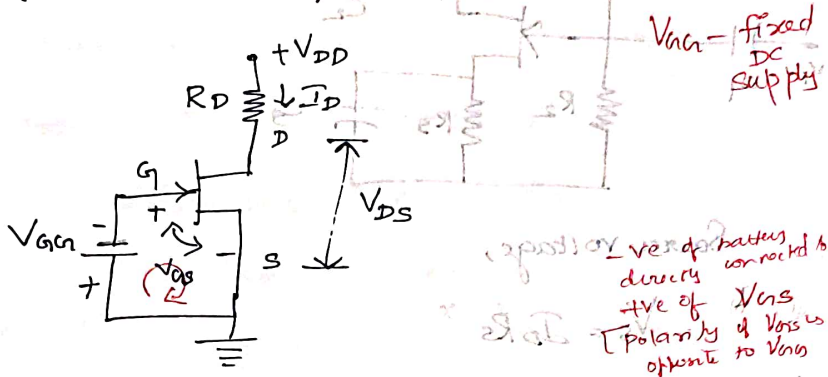 +VDD
RD ↓ ID
D
G
+
VGG -
+
VGS
-
S
VDS
VGG - fixed
DC
supply
-ve of battery
directly connected to
+ve of VGS
[polarity of VGS is
opposite to VGG